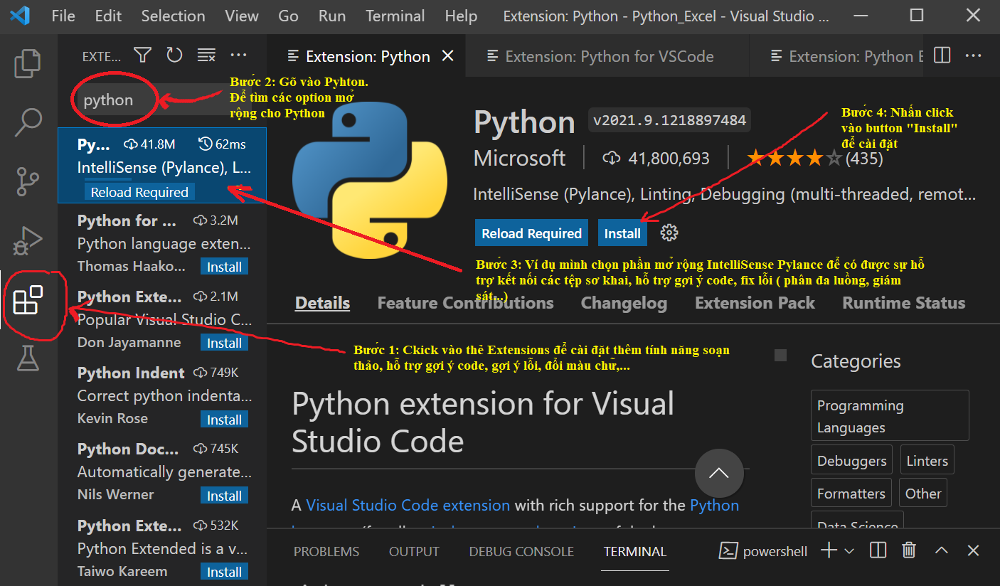 File Edit Selection View Go Run Terminal Help Extension: Python - Python_Excel - Visual Studio ...
EXTE...
Extension: Python
Extension: Python for VSCode
Extension: Python E
python
Bước 2: Gõ vào Pyhton.
Để tìm các option mở
rộng cho Python
Py... 41.8M 62ms
IntelliSense (Pylance), L...
Reload Required
Python for ... 3.2M
Python language exten...
Thomas Haako... Install
Python Exte... 2.1M
Popular Visual Studio C...
Don Jayamanne Install
Python Indent 749K
Correct python indenta...
Kevin Rose Install
Python Doc... 745K
Automatically generate...
Nils Werner Install
Python Exte... 532K
Python Extended is a v...
Taiwo Kareem Install
Python v2021.9.1218897484
Microsoft 41,800,693 (435)
IntelliSense (Pylance), Linting, Debugging (multi-threaded, remot...
Reload Required Install
Bước 4: Nhấn click
vào button "Install"
để cài đặt
Bước 3: Ví dụ mình chọn phần mở rộng IntelliSense Pylance để có được sự hỗ
trợ kết nối các tệp sơ khai, hỗ trợ gợi ý code, fix lỗi ( phân đa luồng, giám
sát...)
Details Feature Contributions Changelog Extension Pack Runtime Status
Bước 1: Ckick vào thẻ Extensions để cài đặt thêm tính năng soạn
thảo, hỗ trợ gợi ý code, gợi ý lỗi, đổi màu chữ,...
Python extension for Visual
Studio Code
A Visual Studio Code extension with rich support for the Python
Categories
Programming
Languages
Debuggers Linters
Formatters Other
Data Science
PROBLEMS OUTPUT DEBUG CONSOLE TERMINAL powershell